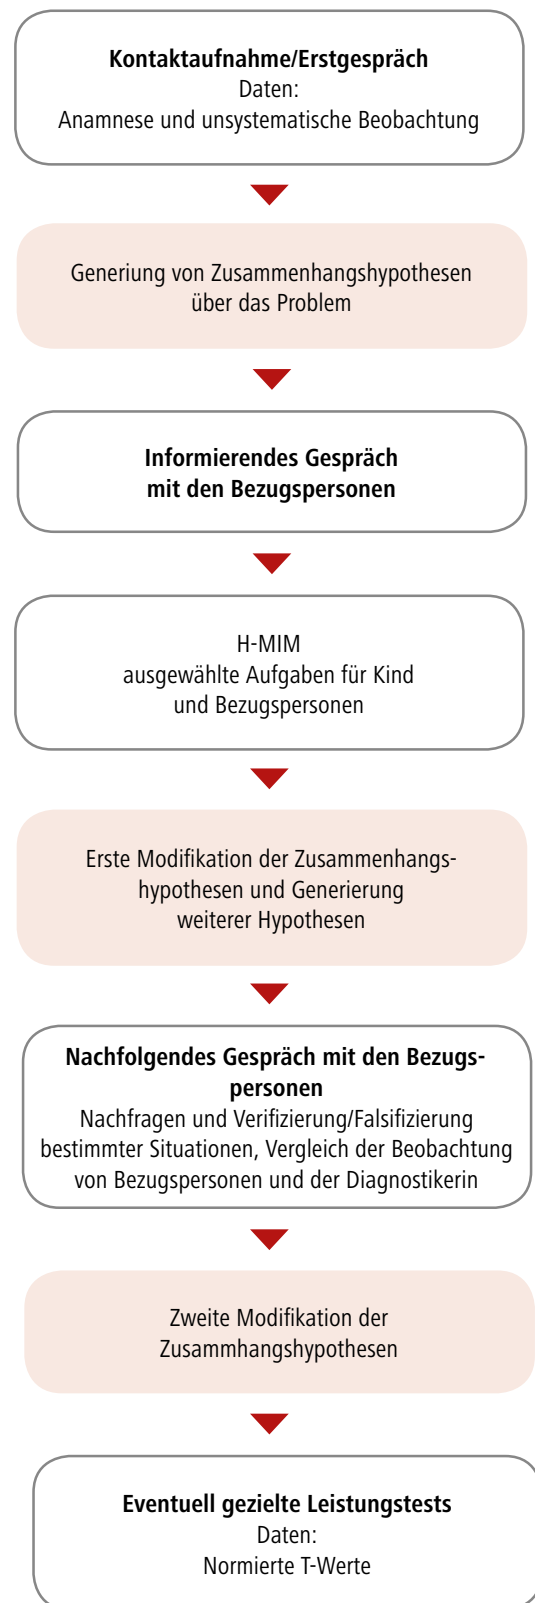 Kontaktaufnahme/Erstgespräch
Daten:
Anamnese und unsystematische Beobachtung
Generiung von Zusammenhangshypothesen
über das Problem
Informierendes Gespräch
mit den Bezugspersonen
H-MIM
ausgewählte Aufgaben für Kind
und Bezugspersonen
Erste Modifikation der Zusammenhangs-
hypothesen und Generierung
weiterer Hypothesen
Nachfolgendes Gespräch mit den Bezugs-
personen
Nachfragen und Verifizierung/Falsifizierung
bestimmter Situationen, Vergleich der Beobachtung
von Bezugspersonen und der Diagnostikerin
Zweite Modifikation der
Zusammhangshypothesen
Eventuell gezielte Leistungstests
Daten:
Normierte T-Werte